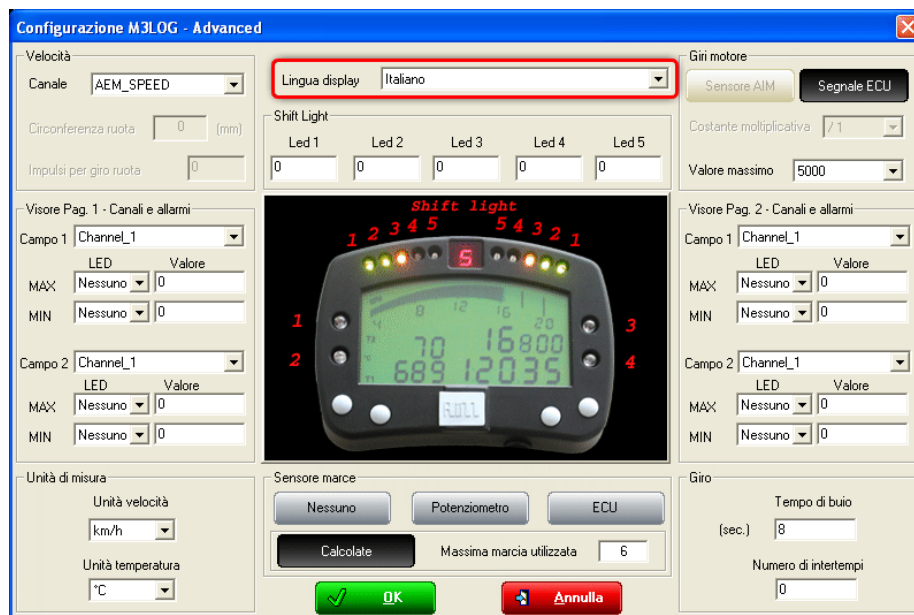 Configurazione M3LOG - Advanced
Velocità
Canale AEM_SPEED
Circonferenza ruota 0 (mm)
Impulsi per giro ruota 0
Lingua display Italiano
Shift Light
Led 1 Led 2 Led 3 Led 4 Led 5
0 0 0 0 0
Giri motore
Sensore AIM Segnale ECU
Costante moltiplicativa / 1
Valore massimo 5000
Visore Pag. 1 - Canali e allarmi
Campo 1 Channel_1
LED Valore
MAX Nessuno 0
MIN Nessuno 0
Campo 2 Channel_1
LED Valore
MAX Nessuno 0
MIN Nessuno 0
Shift light
1 2 3 4 5 5 4 3 2 1
5
1 3
2 4
4 8 12 16 20
70 16800
689 12035
Visore Pag. 2 - Canali e allarmi
Campo 1 Channel_1
LED Valore
MAX Nessuno 0
MIN Nessuno 0
Campo 2 Channel_1
LED Valore
MAX Nessuno 0
MIN Nessuno 0
Unità di misura
Unità velocità
km/h
Unità temperatura
°C
Sensore marce
Nessuno Potenziometro ECU
Calcolate Massima marcia utilizzata 6
Giro
Tempo di buio
(sec.) 8
Numero di intertempi
0
OK Annulla